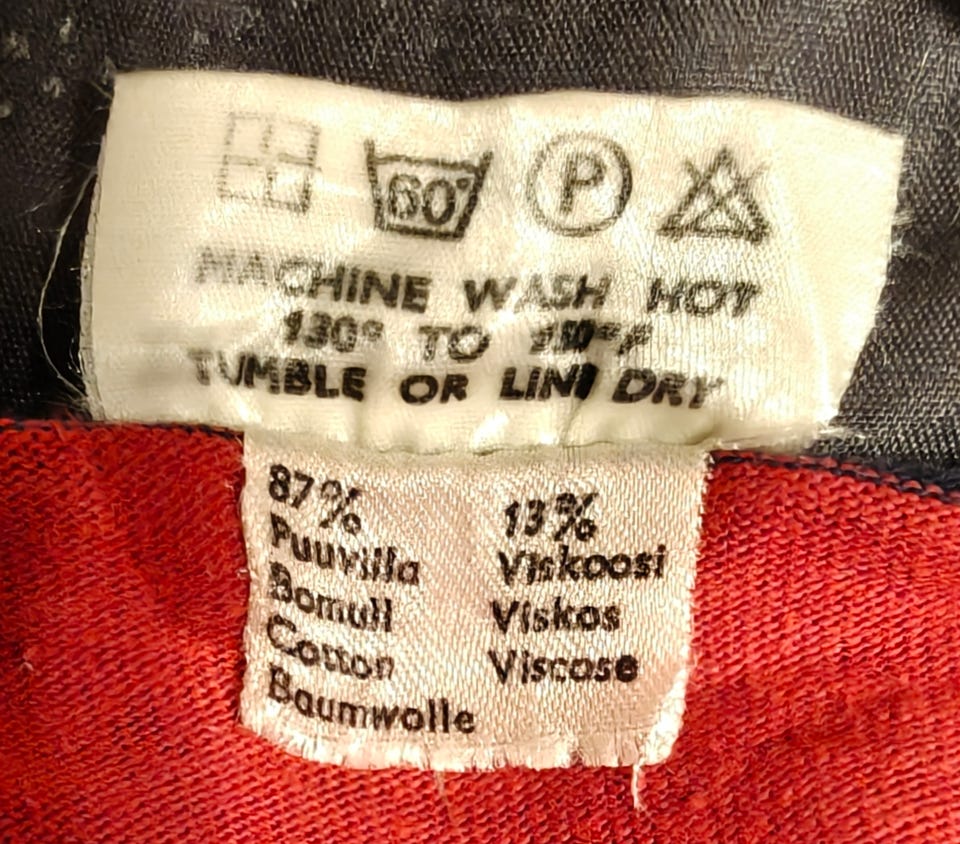 60°
P
MACHINE WASH HOT
130° TO
TUMBLE OR LINE DRY
87% 13%
Puuvilla Viskoosi
Bomull Viskos
Cotton Viscose
Baumwolle